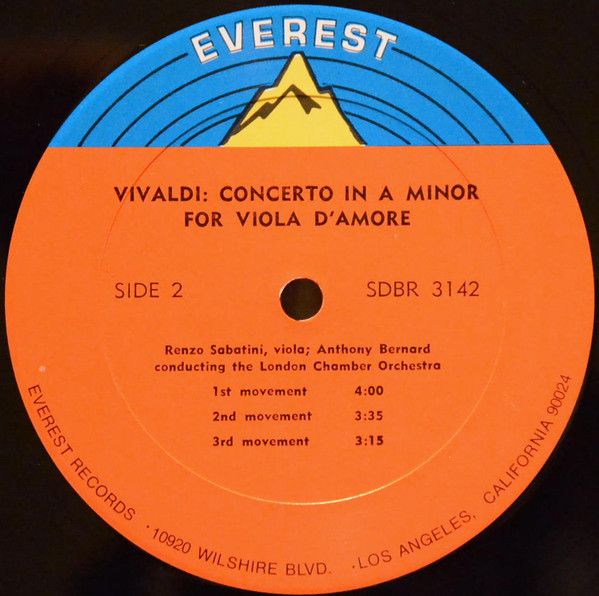 EVEREST
VIVALDI: CONCERTO IN A MINOR
FOR VIOLA D'AMORE
SIDE 2
SDBR 3142
Renzo Sabatini, viola; Anthony Bernard
conducting the London Chamber Orchestra
1st movement 4:00
2nd movement 3:35
3rd movement 3:15
EVEREST RECORDS · 10920 WILSHIRE BLVD. · LOS ANGELES, CALIFORNIA 90024